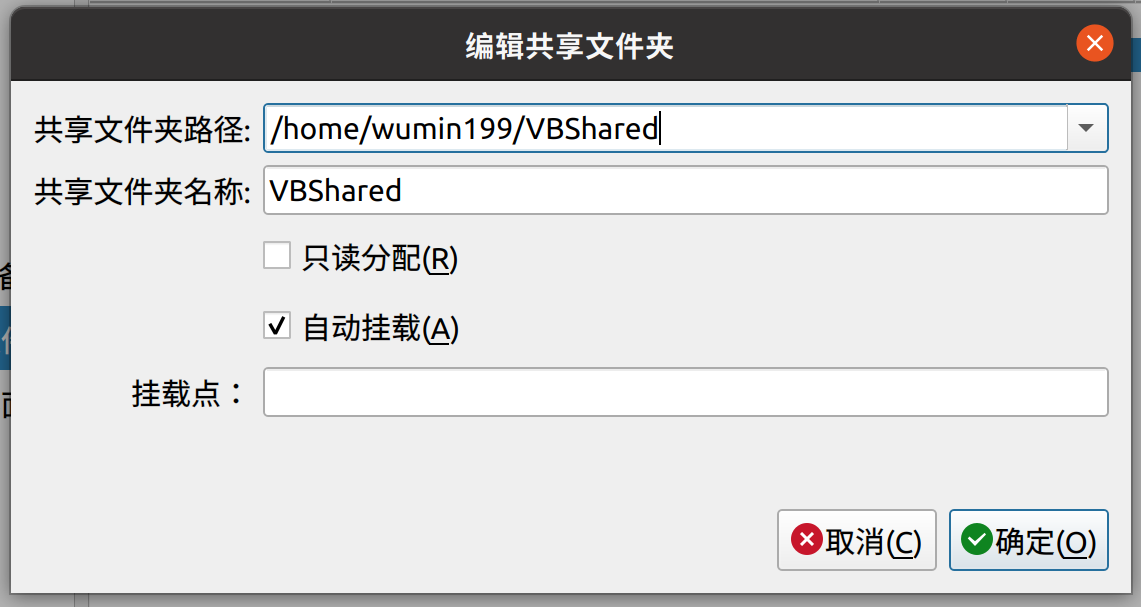 编辑共享文件夹
共享文件夹路径: /home/wumin199/VBShared
共享文件夹名称: VBShared
只读分配(R)
自动挂载(A)
挂载点：
取消(C) 确定(O)